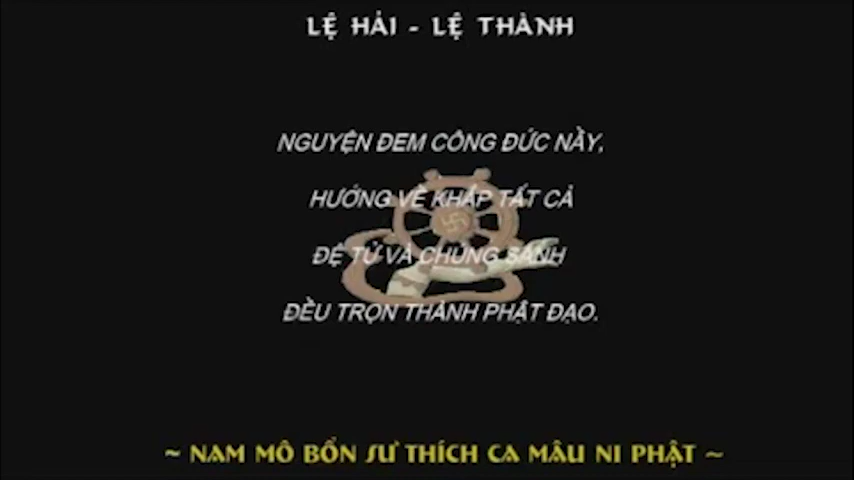 LỆ HẢI - LỆ THÀNH
NGUYỆN ĐEM CÔNG ĐỨC NẦY,
HƯỚNG VỀ KHẮP TẤT CẢ
ĐỆ TỬ VÀ CHÚNG SANH
ĐỀU TRỌN THÀNH PHẬT ĐẠO.
~ NAM MÔ BỔN SƯ THÍCH CA MÂU NI PHẬT ~